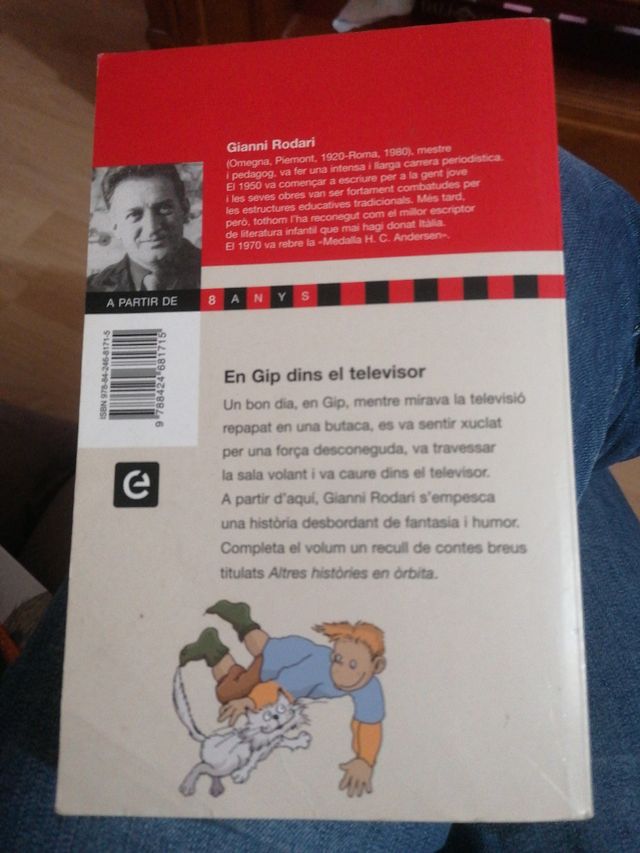 Gianni Rodari
(Omegna, Piemont, 1920-Roma, 1980), mestre
i pedagog, va fer una intensa i llarga carrera periodística.
El 1950 va començar a escriure per a la gent jove
i les seves obres van ser fortament combatudes per
les estructures educatives tradicionals. Més tard,
però, tothom l'ha reconegut com el millor escriptor
de literatura infantil que mai hagi donat Itàlia.
El 1970 va rebre la «Medalla H. C. Andersen».
A PARTIR DE 8 ANYS
ISBN 978-84-246-8171-5
9 788424 681715
En Gip dins el televisor
Un bon dia, en Gip, mentre mirava la televisió
repapat en una butaca, es va sentir xuclat
per una força desconeguda, va travessar
la sala volant i va caure dins el televisor.
A partir d'aquí, Gianni Rodari s'empesca
una història desbordant de fantasia i humor.
Completa el volum un recull de contes breus
titulats Altres històries en òrbita.
e